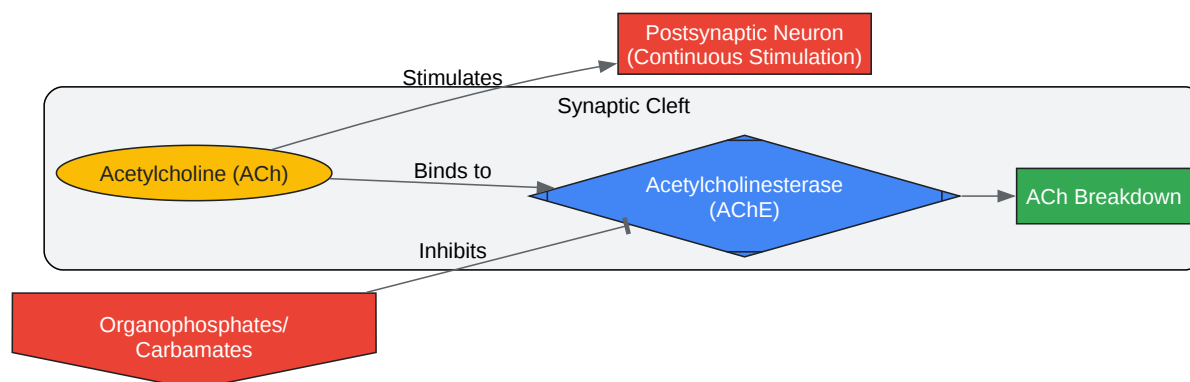 Postsynaptic Neuron
(Continuous Stimulation)
Stimulates
Synaptic Cleft
Acetylcholine (ACh)
Binds to
Acetylcholinesterase
(AChE)
ACh Breakdown
Inhibits
Organophosphates/
Carbamates